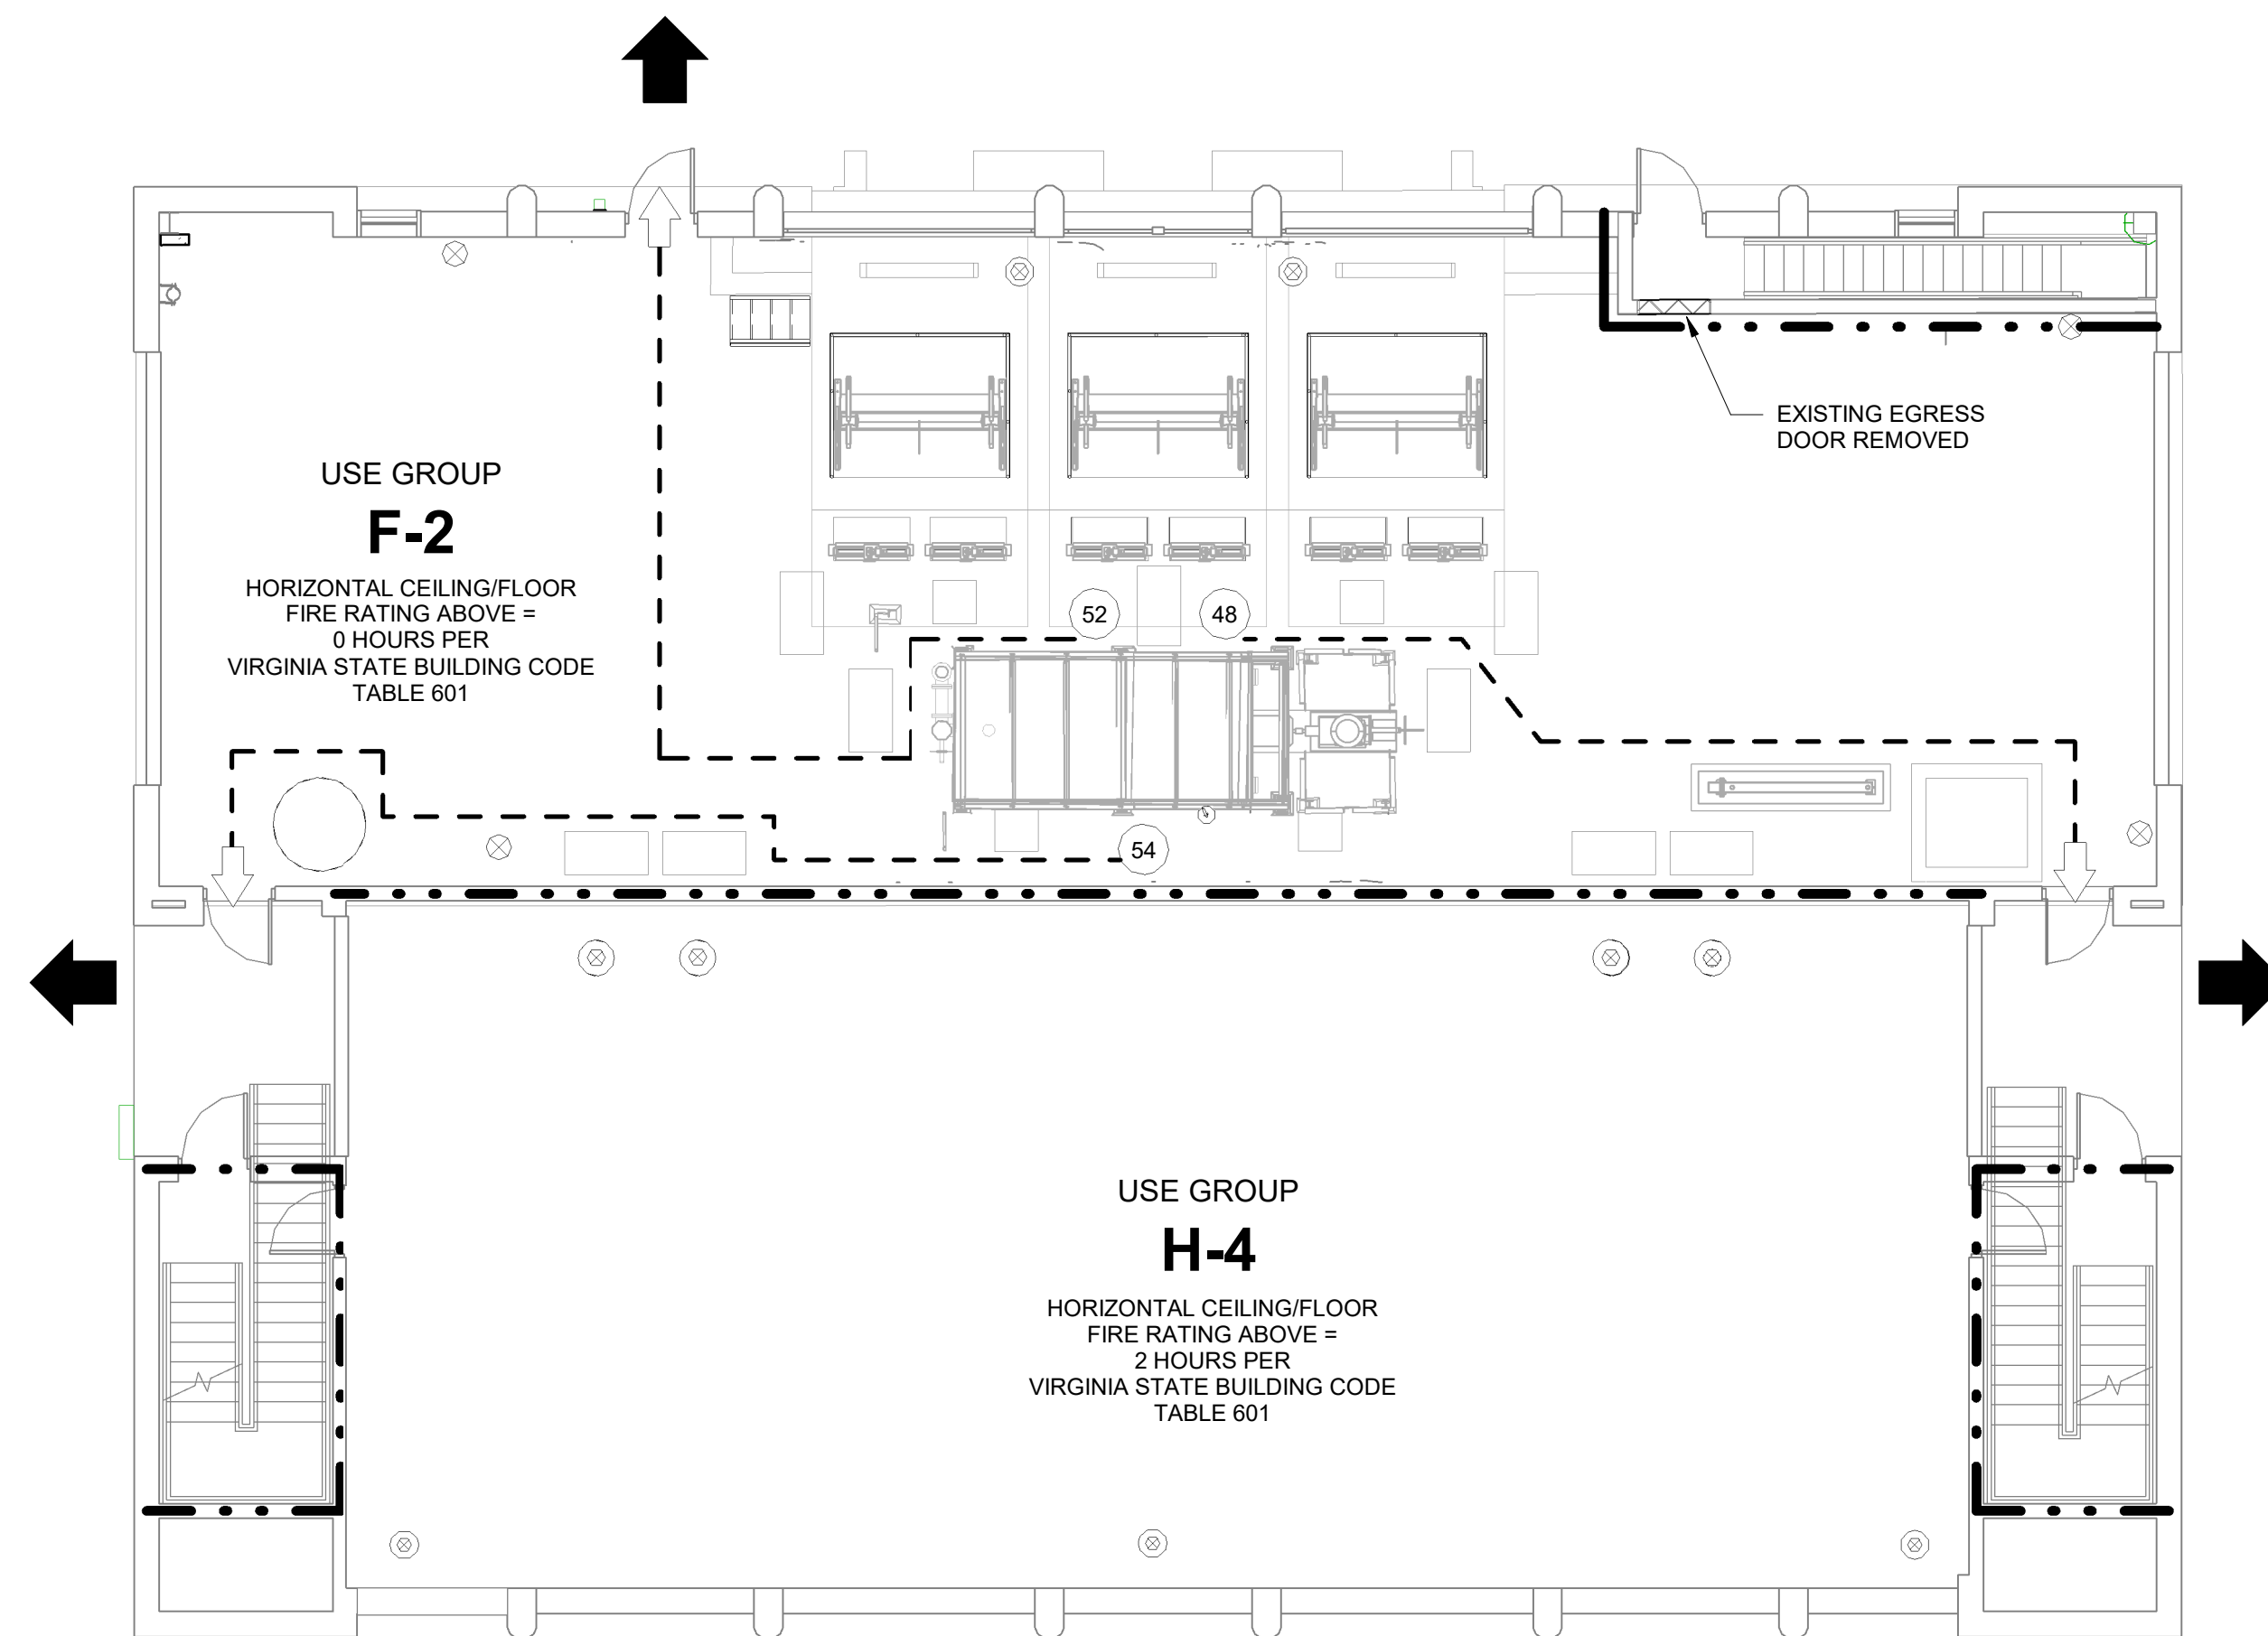 EXISTING EGRESS
DOOR REMOVED
USE GROUP
F-2
HORIZONTAL CEILING/FLOOR
FIRE RATING ABOVE =
0 HOURS PER
VIRGINIA STATE BUILDING CODE
TABLE 601
52
48
54
USE GROUP
H-4
HORIZONTAL CEILING/FLOOR
FIRE RATING ABOVE =
2 HOURS PER
VIRGINIA STATE BUILDING CODE
TABLE 601